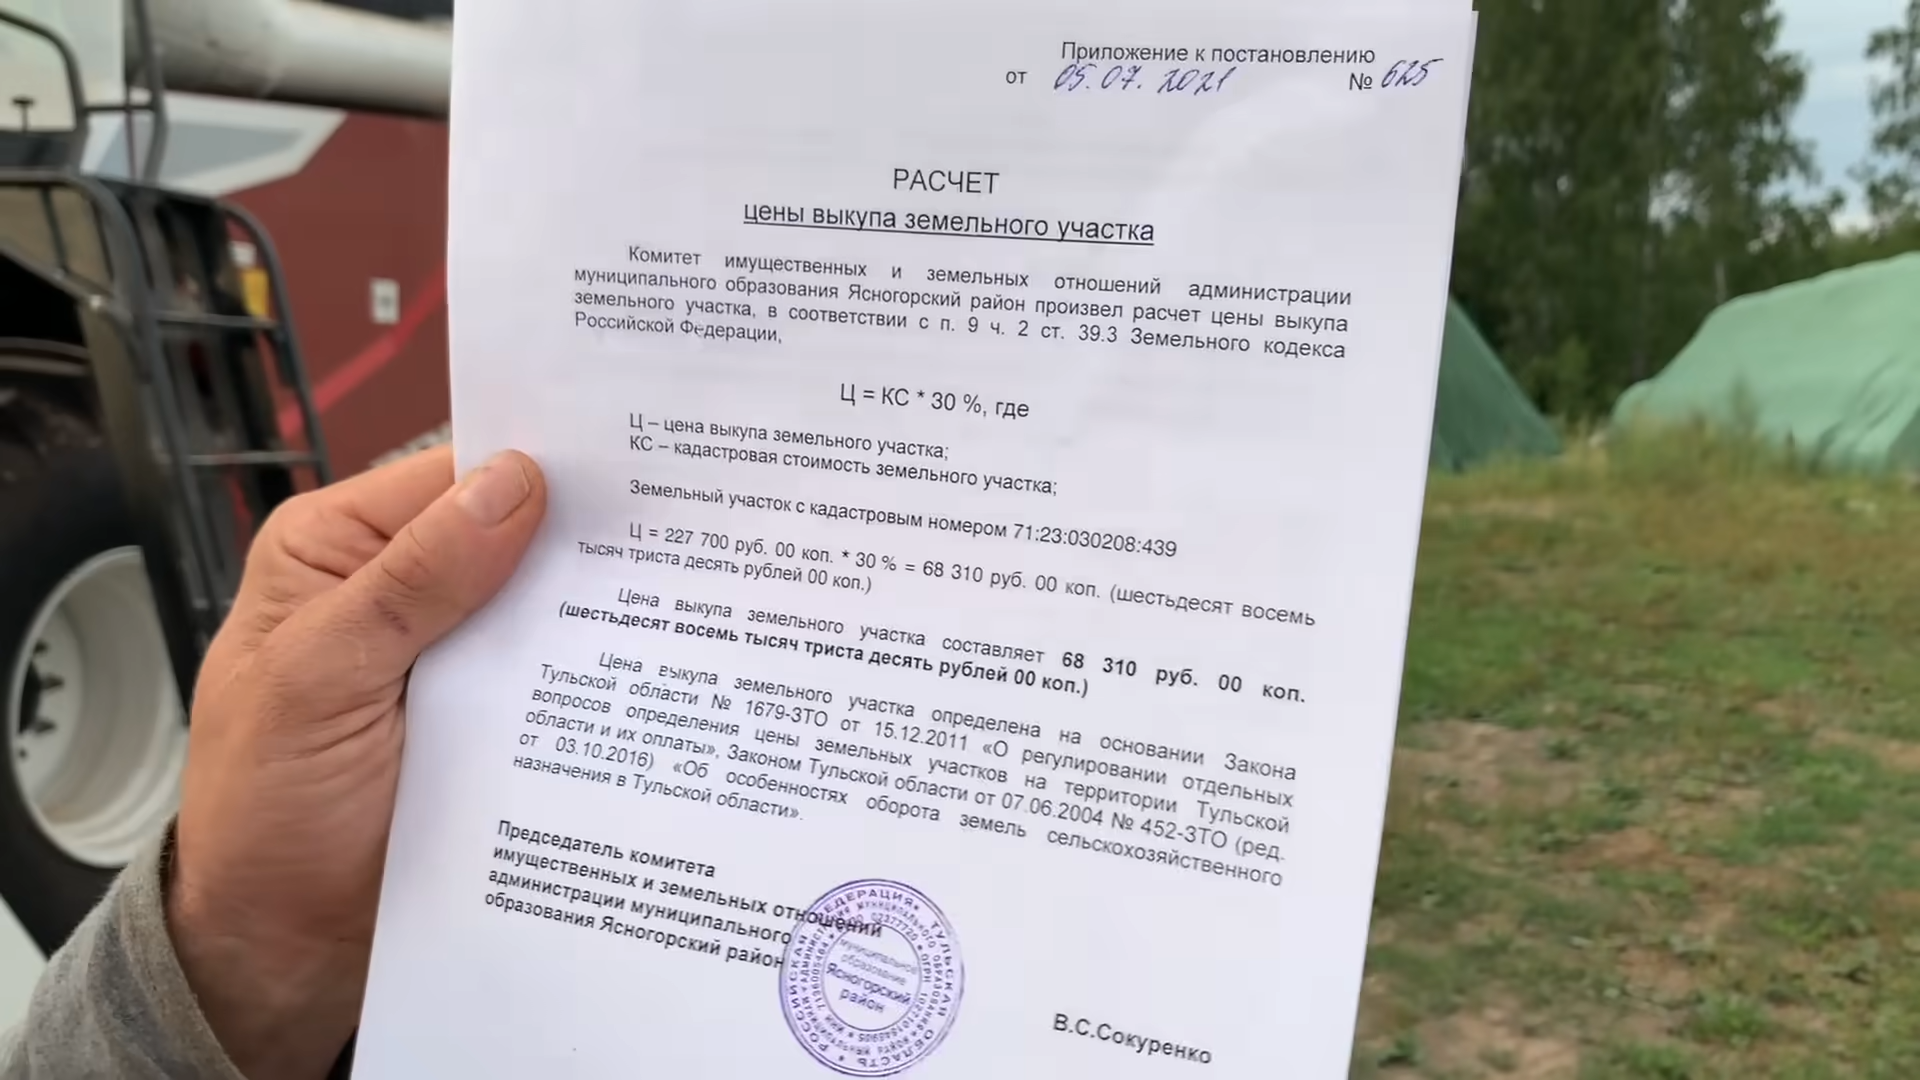 Приложение к постановлению
от 05.07.2021 № 625
РАСЧЕТ
цены выкупа земельного участка
Комитет имущественных и земельных отношений администрации
муниципального образования Ясногорский район произвел расчет цены выкупа
земельного участка, в соответствии с п. 9 ч. 2 ст. 39.3 Земельного кодекса
Российской Федерации,
Ц = КС * 30 %, где
Ц – цена выкупа земельного участка;
КС – кадастровая стоимость земельного участка;
Земельный участок с кадастровым номером 71:23:030208:439
Ц = 227 700 руб. 00 коп. * 30 % = 68 310 руб. 00 коп. (шестьдесят восемь
тысяч триста десять рублей 00 коп.)
Цена выкупа земельного участка составляет 68 310 руб. 00 коп.
(шестьдесят восемь тысяч триста десять рублей 00 коп.)
Цена выкупа земельного участка определена на основании Закона
Тульской области № 1679-ЗТО от 15.12.2011 «О регулировании отдельных
вопросов определения цены земельных участков на территории Тульской
области и их оплаты», Законом Тульской области от 07.06.2004 № 452-ЗТО (ред.
от 03.10.2016) «Об особенностях оборота земель сельскохозяйственного
назначения в Тульской области».
Председатель комитета
имущественных и земельных отношений
администрации муниципального
образования Ясногорский район
В.С.Сокуренко
РОССИЙСКАЯ ФЕДЕРАЦИЯ * ТУЛЬСКАЯ ОБЛАСТЬ
муниципальное
образование
Ясногорский
район